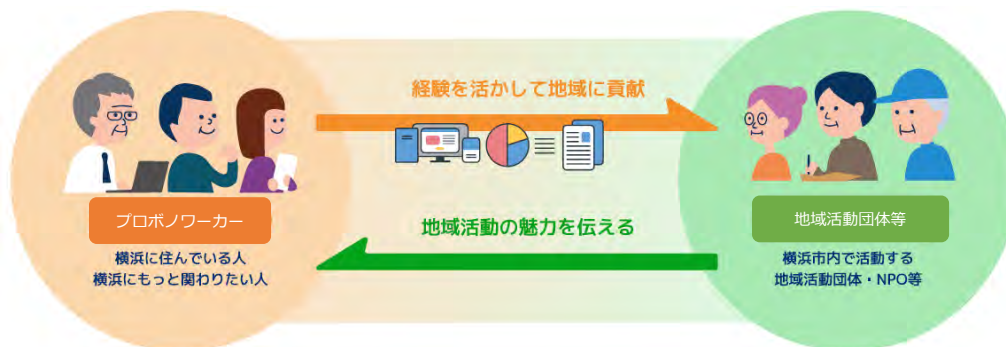 経験を活かして地域に貢献
プロボノワーカー
横浜に住んでいる人
横浜にもっと関わりたい人
地域活動の魅力を伝える
地域活動団体等
横浜市内で活動する
地域活動団体・NPO等